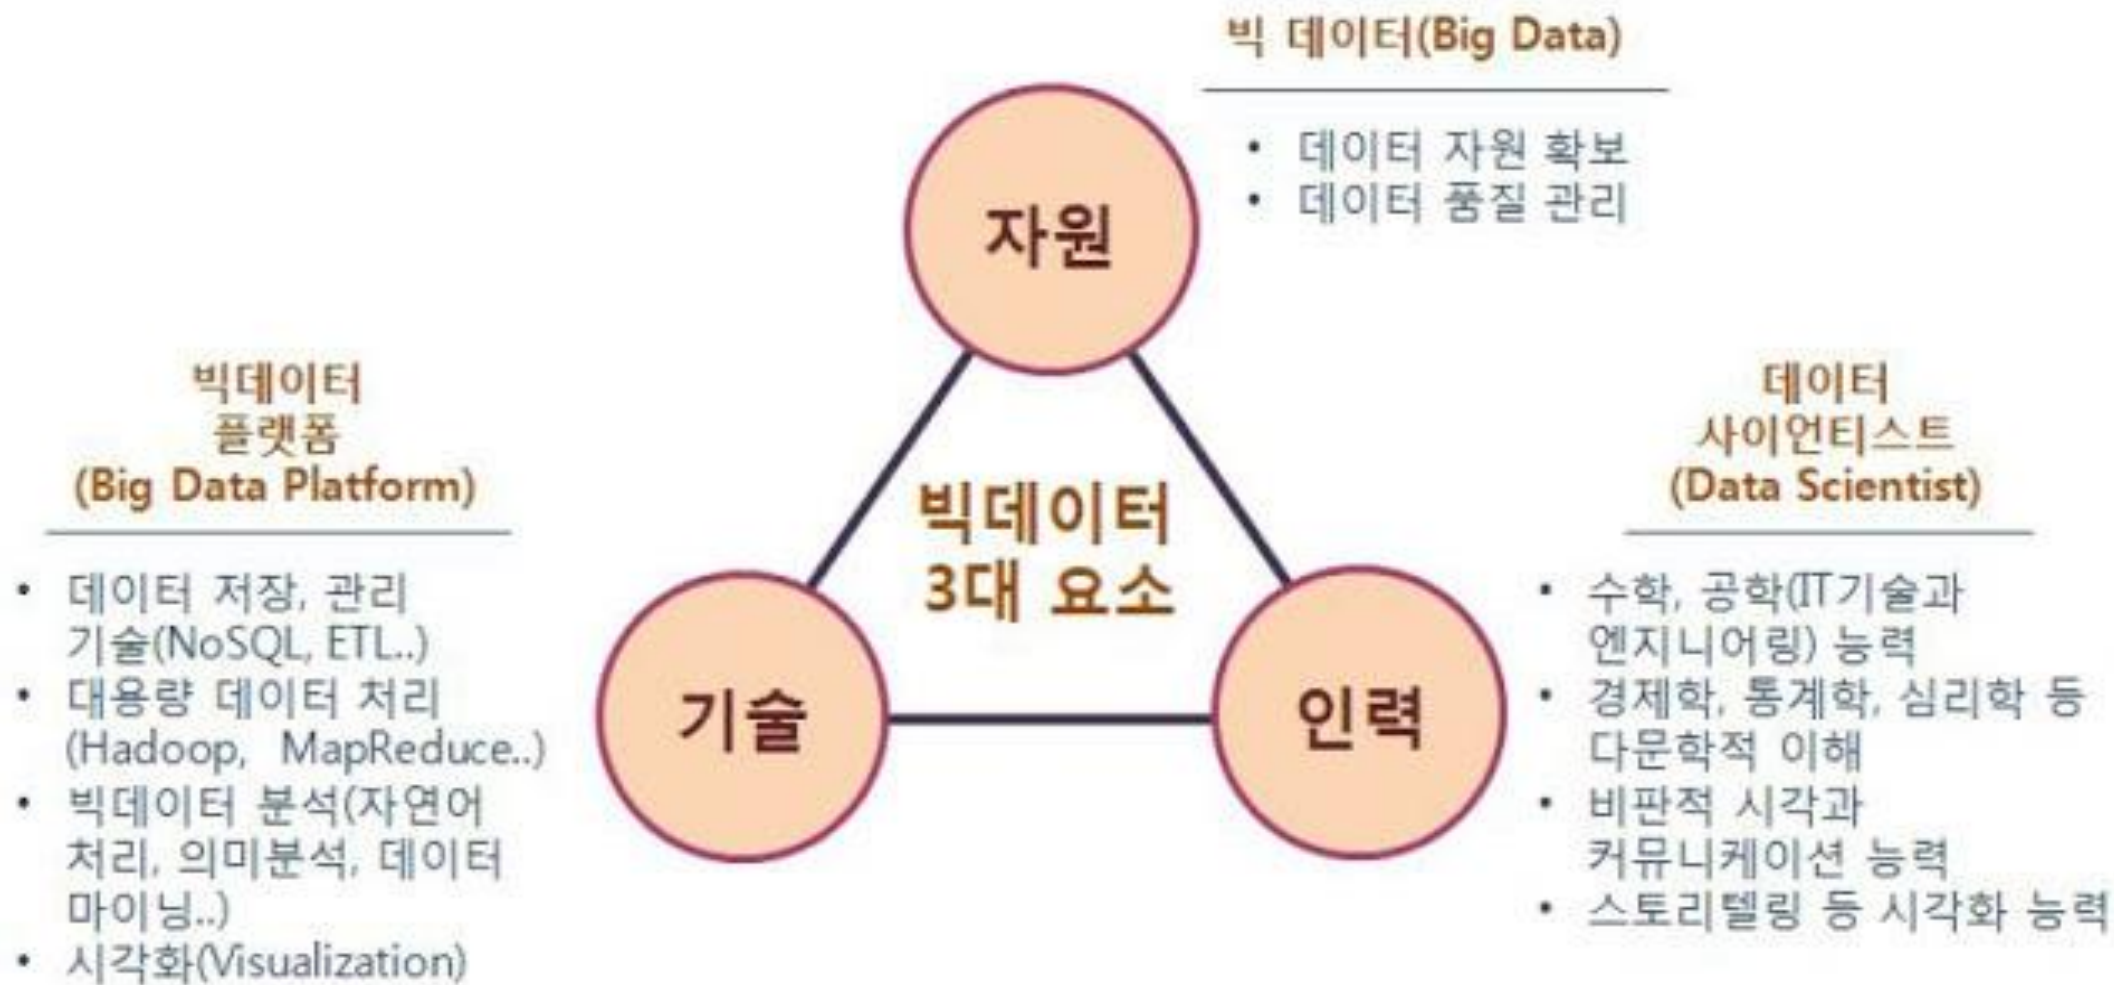 빅 데이터(Big Data)
• 데이터 자원 확보
• 데이터 품질 관리
자원
빅데이터
플랫폼
(Big Data Platform)
• 데이터 저장, 관리
기술(NoSQL, ETL..)
• 대용량 데이터 처리
(Hadoop, MapReduce..)
• 빅데이터 분석(자연어
처리, 의미분석, 데이터
마이닝..)
• 시각화(Visualization)
빅데이터
3대 요소
기술
인력
데이터
사이언티스트
(Data Scientist)
• 수학, 공학(IT기술과
엔지니어링) 능력
• 경제학, 통계학, 심리학 등
다문학적 이해
• 비판적 시각과
커뮤니케이션 능력
• 스토리텔링 등 시각화 능력